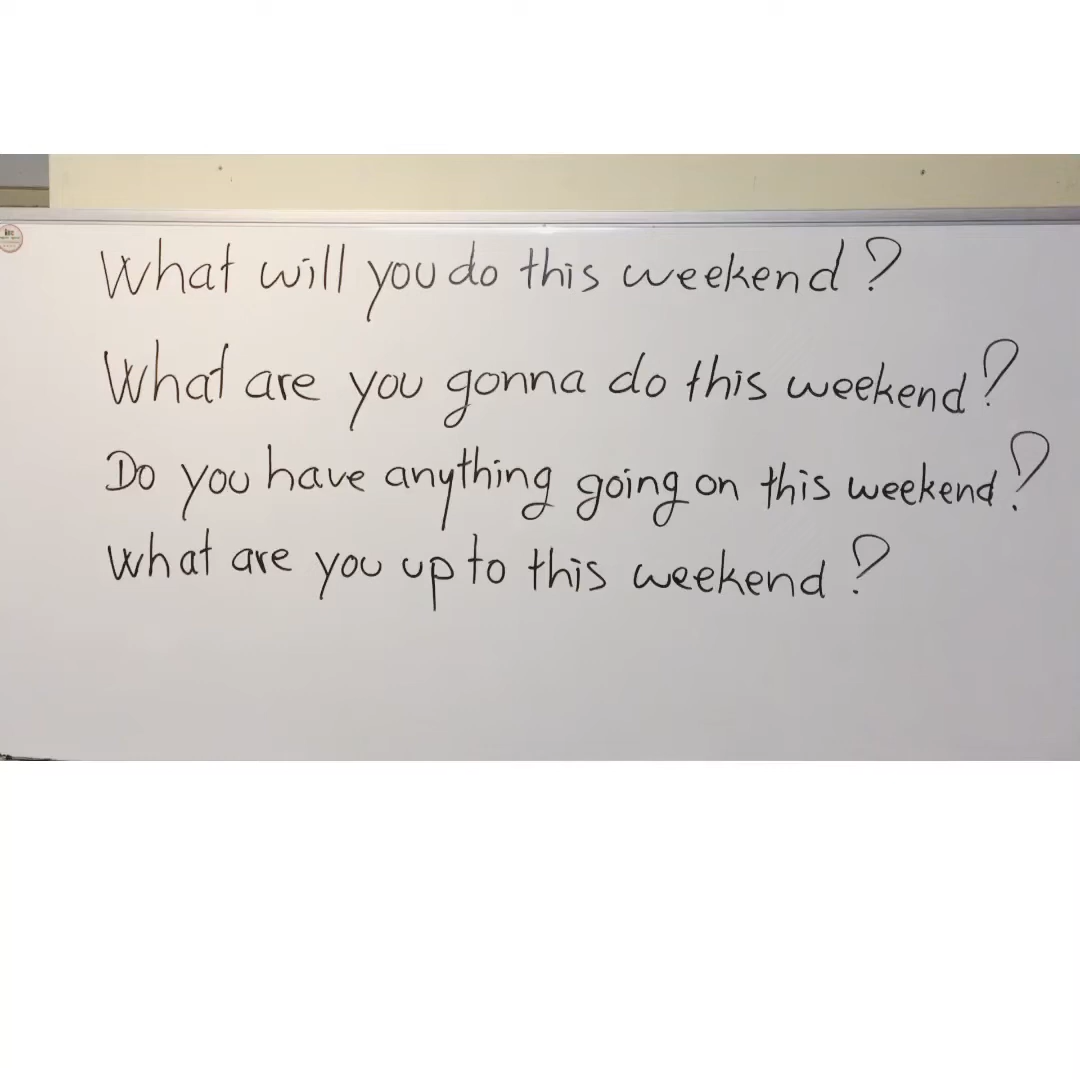 What will you do this weekend?
What are you gonna do this weekend?
Do you have anything going on this weekend?
What are you up to this weekend?